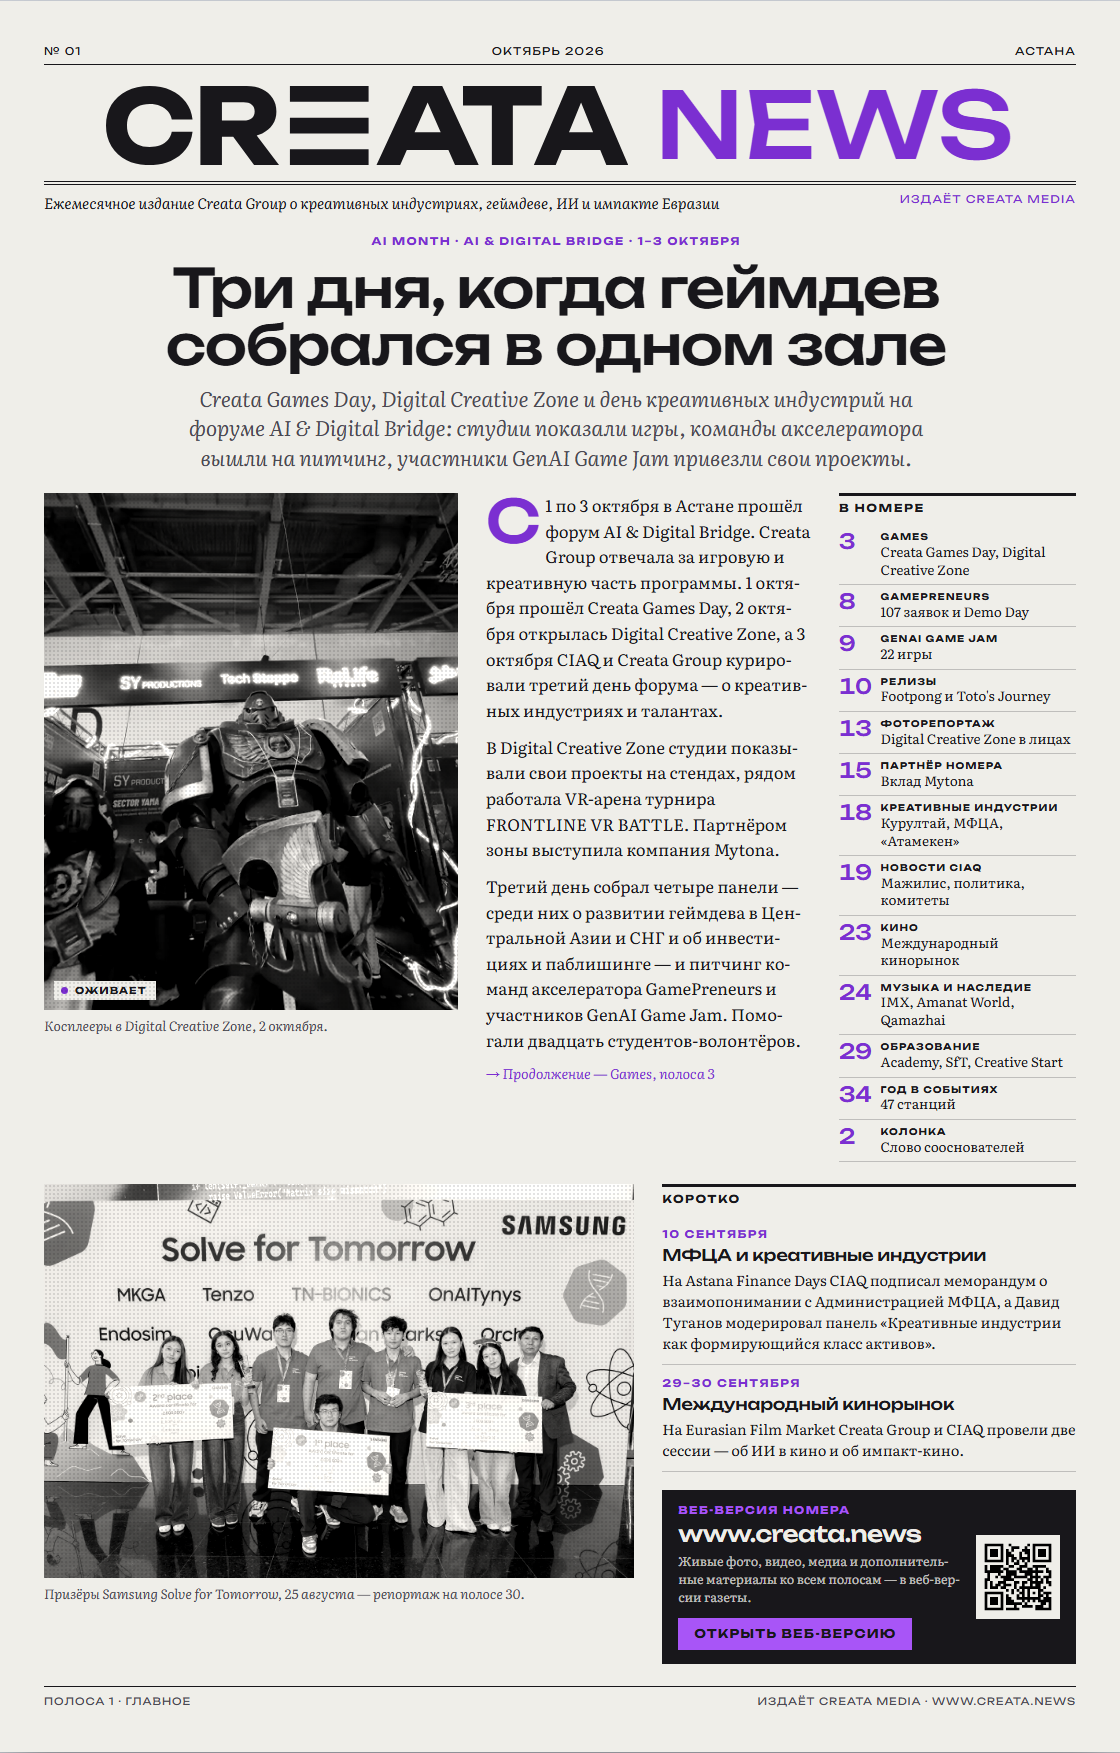 № 01
ОКТЯБРЬ 2026
АСТАНА
CREATA NEWS
Ежемесячное издание Creata Group о креативных индустриях, геймдеве, ИИ и импакте Евразии
ИЗДАЁТ CREATA MEDIA
AI MONTH · AI & DIGITAL BRIDGE · 1–3 ОКТЯБРЯ
Три дня, когда геймдев
собрался в одном зале
Creata Games Day, Digital Creative Zone и день креативных индустрий на
форуме AI & Digital Bridge: студии показали игры, команды акселератора
вышли на питчинг, участники GenAI Game Jam привезли свои проекты.
SY PRODUCTIONS
Tech Steppe
SY PRODUCT
SECTOR YAMA
ОЖИВАЕТ
Косплееры в Digital Creative Zone, 2 октября.
С 1 по 3 октября в Астане прошёл
форум AI & Digital Bridge. Creata
Group отвечала за игровую и
креативную часть программы. 1 октя-
бря прошёл Creata Games Day, 2 октя-
бря открылась Digital Creative Zone, а 3
октября CIAQ и Creata Group куриро-
вали третий день форума — о креатив-
ных индустриях и талантах.
В Digital Creative Zone студии показы-
вали свои проекты на стендах, рядом
работала VR-арена турнира
FRONTLINE VR BATTLE. Партнёром
зоны выступила компания Mytona.
Третий день собрал четыре панели —
среди них о развитии геймдева в Цен-
тральной Азии и СНГ и об инвести-
циях и паблишинге — и питчинг ко-
манд акселератора GamePreneurs и
участников GenAI Game Jam. Помо-
гали двадцать студентов-волонтёров.
→ Продолжение — Games, полоса 3
В НОМЕРЕ
3 GAMES
Creata Games Day, Digital
Creative Zone
8 GAMEPRENEURS
107 заявок и Demo Day
9 GENAI GAME JAM
22 игры
10 РЕЛИЗЫ
Footpong и Toto's Journey
13 ФОТОРЕПОРТАЖ
Digital Creative Zone в лицах
15 ПАРТНЁР НОМЕРА
Вклад Mytona
18 КРЕАТИВНЫЕ ИНДУСТРИИ
Курултай, МФЦА,
«Атамекен»
19 НОВОСТИ CIAQ
Мажилис, политика,
комитеты
23 КИНО
Международный
кинорынок
24 МУЗЫКА И НАСЛЕДИЕ
IMX, Amanat World,
Qamazhai
29 ОБРАЗОВАНИЕ
Academy, SfT, Creative Start
34 ГОД В СОБЫТИЯХ
47 станций
2 КОЛОНКА
Слово сооснователей
SAMSUNG
Solve for Tomorrow
MKGA Tenzo TN-BIONICS OnAITynys
Endosim
2nd place
1st place
3rd place
Призёры Samsung Solve for Tomorrow, 25 августа — репортаж на полосе 30.
КОРОТКО
10 СЕНТЯБРЯ
МФЦА и креативные индустрии
На Astana Finance Days CIAQ подписал меморандум о
взаимопонимании с Администрацией МФЦА, а Давид
Туганов модерировал панель «Креативные индустрии
как формирующийся класс активов».
29–30 СЕНТЯБРЯ
Международный кинорынок
На Eurasian Film Market Creata Group и CIAQ провели две
сессии — об ИИ в кино и об импакт-кино.
ВЕБ-ВЕРСИЯ НОМЕРА
www.creata.news
Живые фото, видео, медиа и дополнитель-
ные материалы ко всем полосам — в веб-вер-
сии газеты.
ОТКРЫТЬ ВЕБ-ВЕРСИЮ
ПОЛОСА 1 · ГЛАВНОЕ
ИЗДАЁТ CREATA MEDIA · WWW.CREATA.NEWS